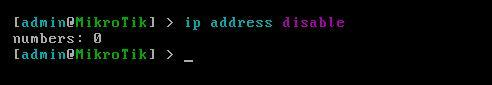 [admin@MikroTik] > ip address disable
numbers: 0
[admin@MikroTik] > _